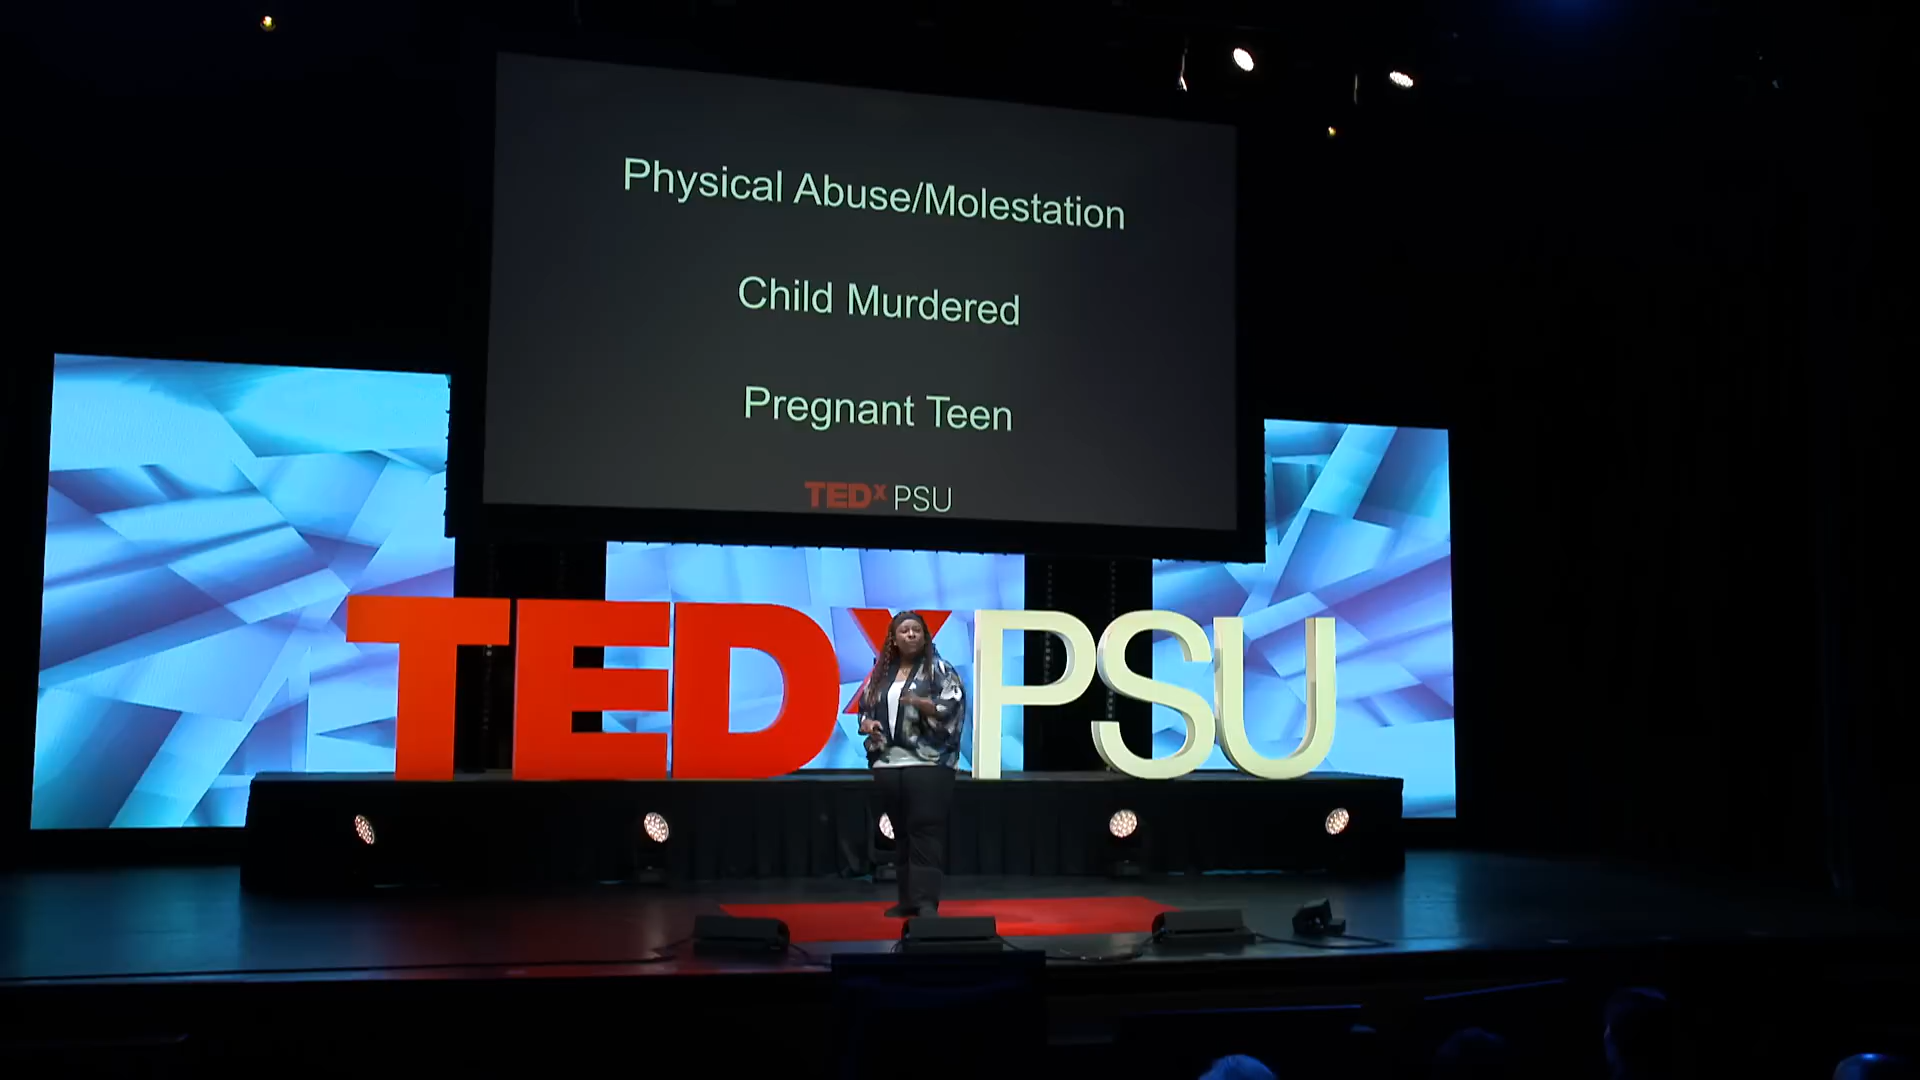 Physical Abuse/Molestation
Child Murdered
Pregnant Teen
TEDx PSU
TEDx PSU